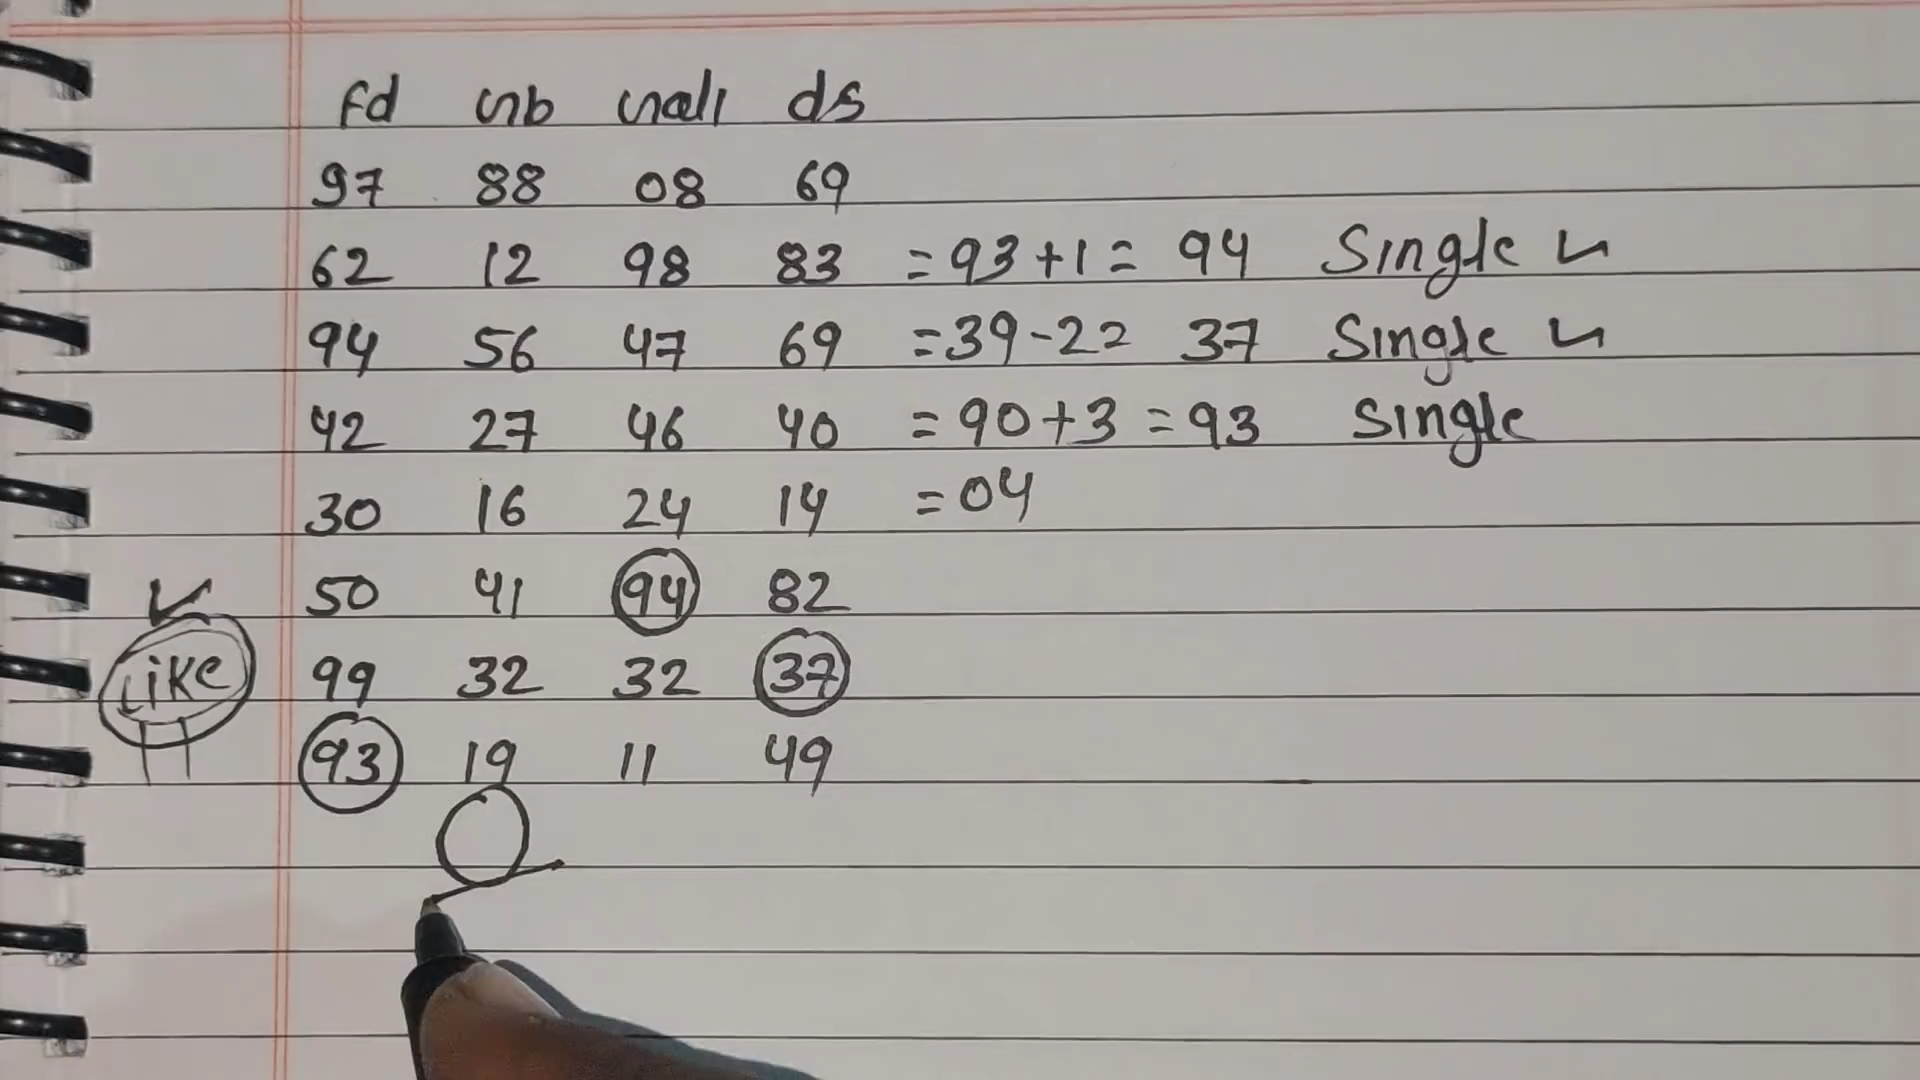 Fd GB Gali ds
97 88 08 69
62 12 98 83 =93+1= 94 Single
94 56 47 69 =39-22 37 Single
42 27 46 40 =90+3=93 Single
30 16 24 14 =04
50 41 94 82
Like 99 32 32 37
93 19 11 49